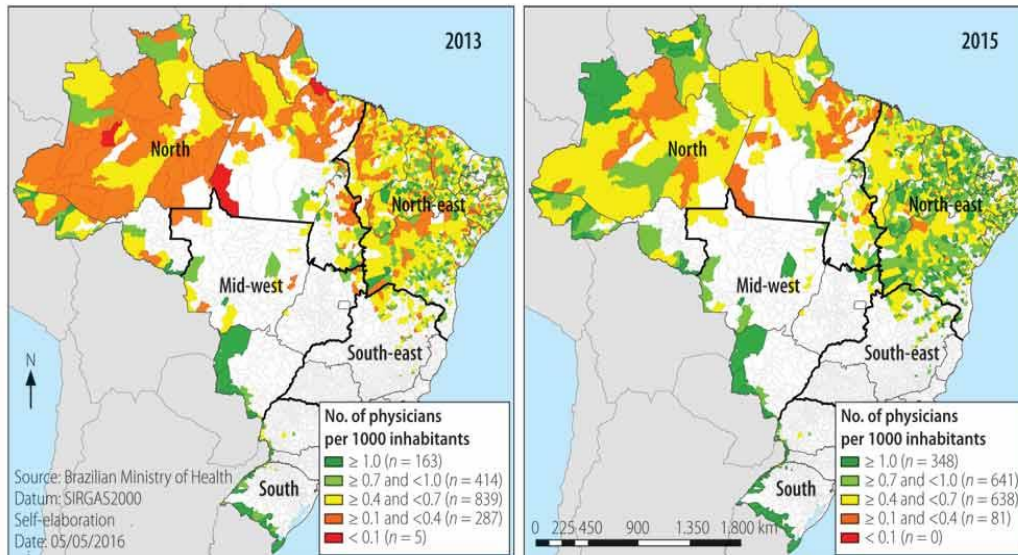 2013
North
North-east
Mid-west
South-east
South
N
Source: Brazilian Ministry of Health
Datum: SIRGAS2000
Self-elaboration
Date: 05/05/2016
No. of physicians
per 1000 inhabitants
≥ 1.0 (n = 163)
≥ 0.7 and <1.0 (n = 414)
≥ 0.4 and <0.7 (n = 839)
≥ 0.1 and <0.4 (n = 287)
< 0.1 (n = 5)
2015
North
North-east
Mid-west
South-east
South
No. of physicians
per 1000 inhabitants
≥ 1.0 (n = 348)
≥ 0.7 and <1.0 (n = 641)
≥ 0.4 and <0.7 (n = 638)
≥ 0.1 and <0.4 (n = 81)
< 0.1 (n = 0)
0 225 450 900 1.350 1.800 km